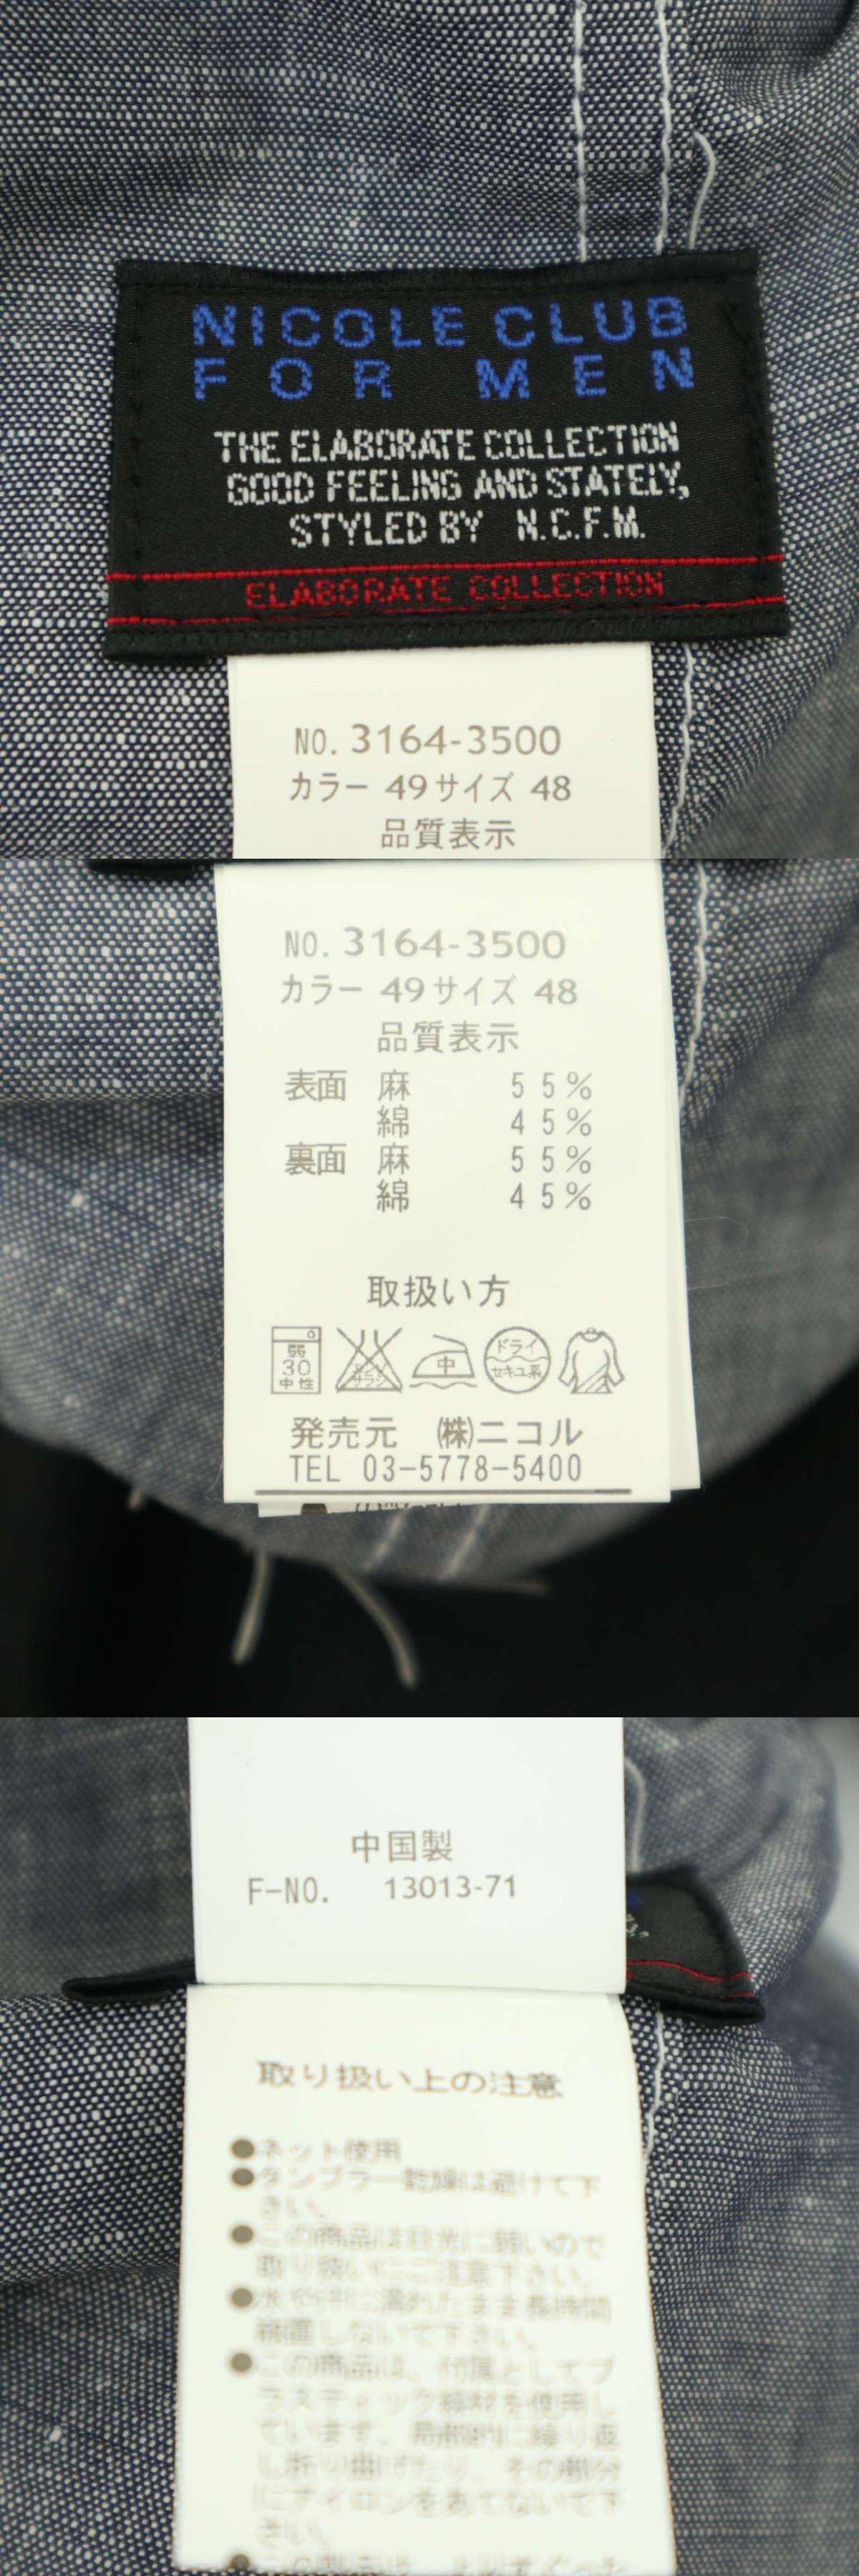 NICOLE CLUB
FOR MEN
THE ELABORATE COLLECTION
GOOD FEELING AND STATELY,
STYLED BY N.C.F.M.
ELABORATE COLLECTION
NO. 3164-3500
カラー 49 サイズ 48
品質表示
NO. 3164-3500
カラー 49 サイズ 48
品質表示
表面 麻 55%
綿 45%
裏面 麻 55%
綿 45%
取扱い方
弱
30
中性
エンソ
サラシ
中
ドライ
セキユ系
発売元 ㈱ニコル
TEL 03-5778-5400
中国製
F-NO. 13013-71
取り扱い上の注意
●ネット使用
●タンブラー乾燥は避けて下
さい。
●この商品は日光に弱いので
取り扱いにご注意下さい。
●水や汗に濡れたまま長時間
放置しないで下さい。
●この商品は、付属としてプ
ラスティック線材を使用し
ています。局部的に繰り返
し折り曲げたり、その部分
にアイロンをあてないで下
さい。